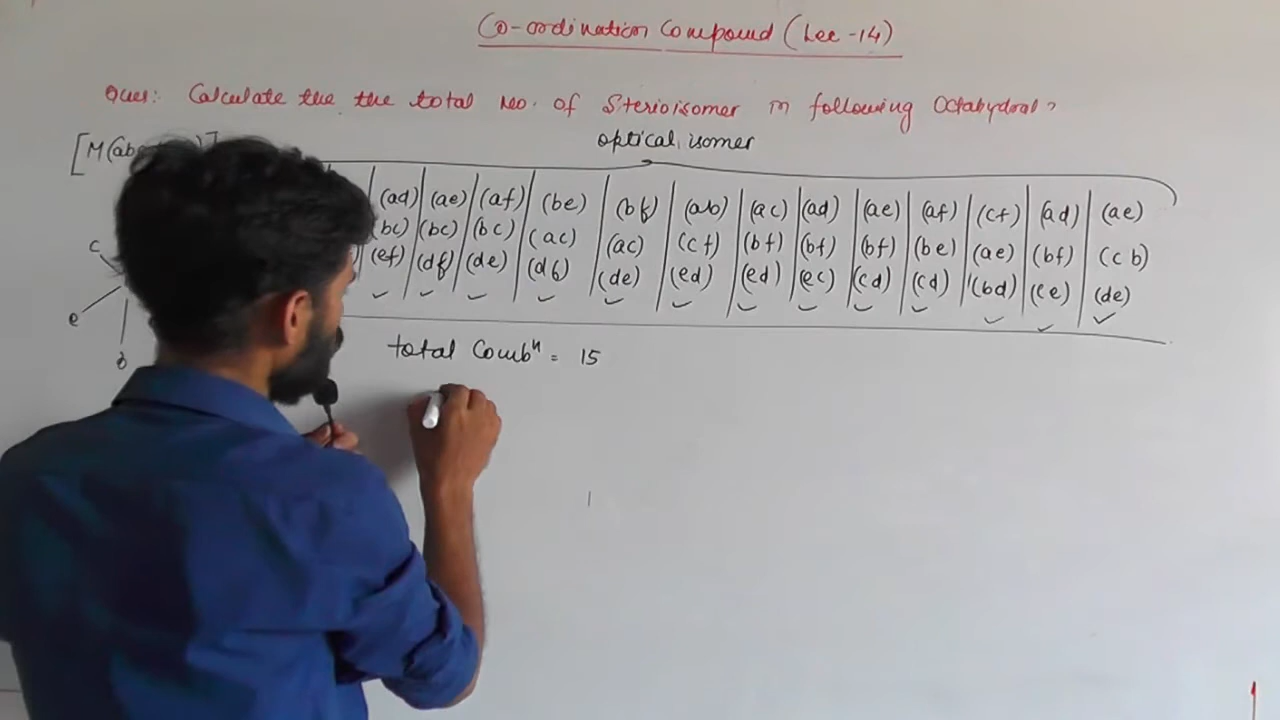 Co-ordination Compound (Lec-14)
Ques: Calculate the the total No. of Sterioisomer in following Octahydral?
[M(ab
optical isomer
(ad) (ae) (af) (be) (bf) (ab) (ac) (ad) (ae) (af) (cf) (ad) (ae)
(bc) (bc) (bc) (ac) (ac) (cf) (bf) (bf) (bf) (be) (ae) (bf) (cb)
(ef) (df) (de) (df) (de) (ed) (ed) (ec) (cd) (cd) (bd) (ce) (de)
c
e
b
total Combⁿ = 15